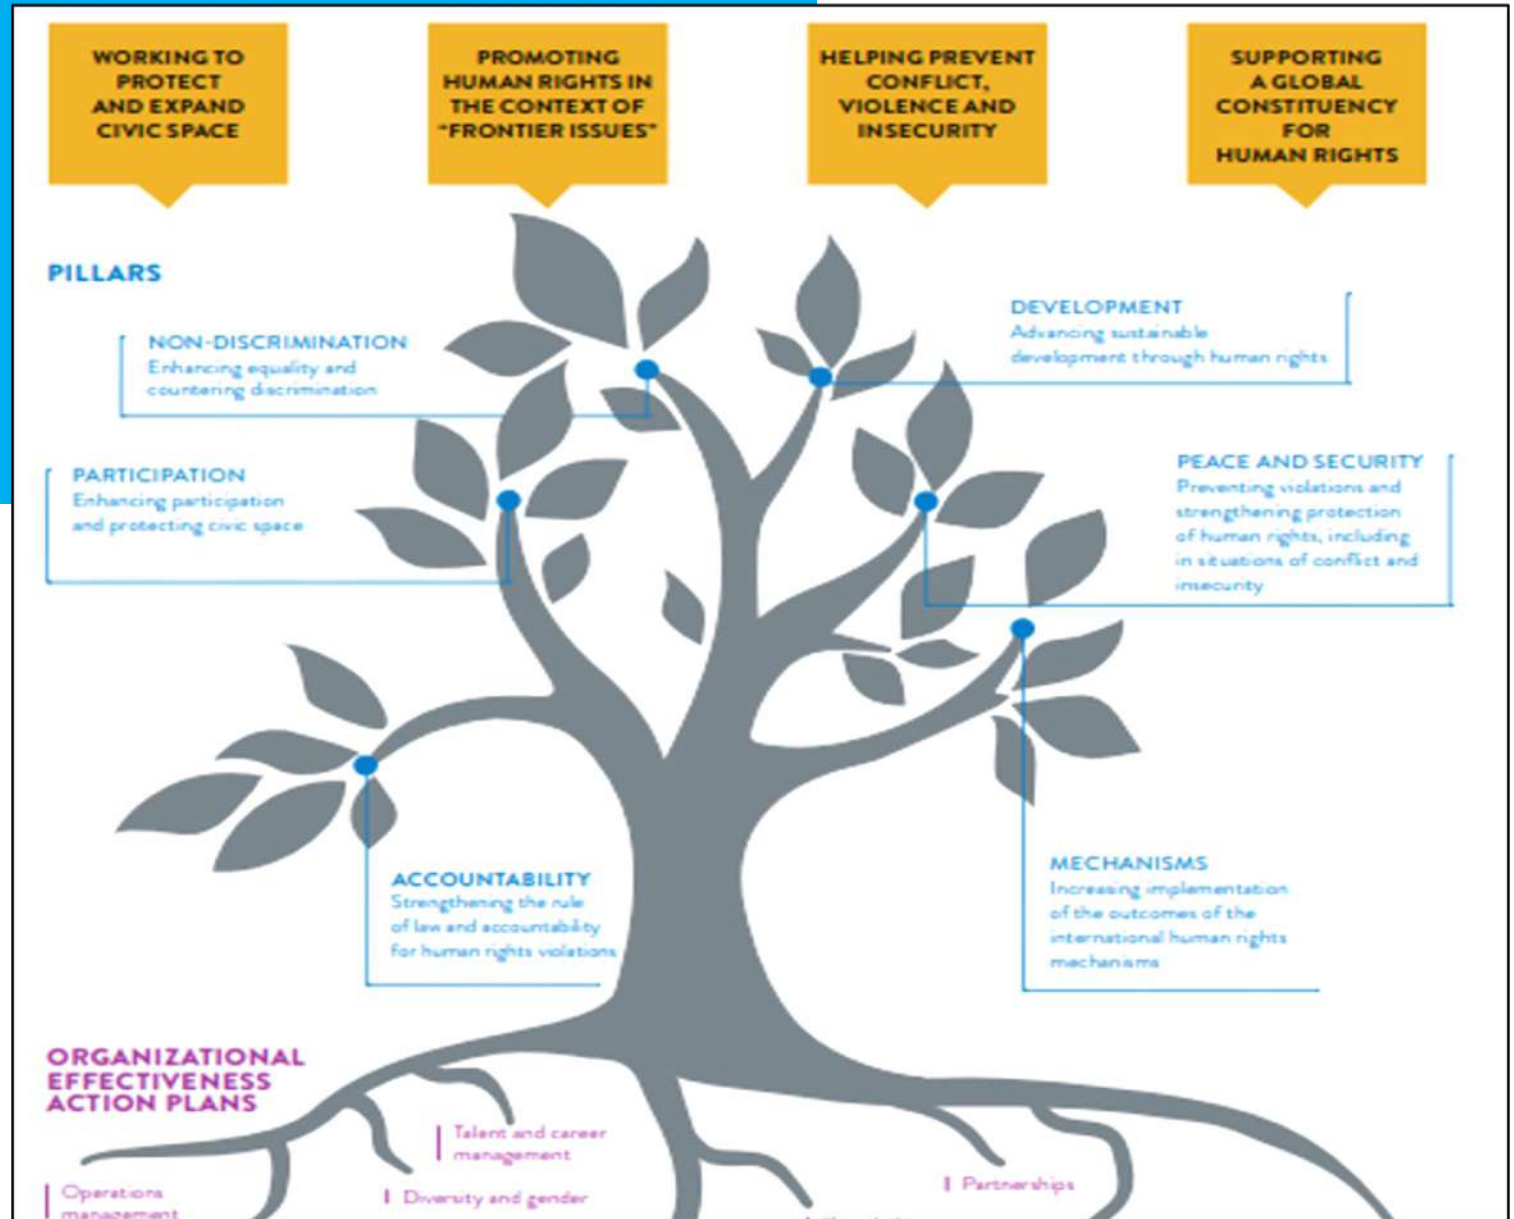 WORKING TO
PROTECT
AND EXPAND
CIVIC SPACE
PROMOTING
HUMAN RIGHTS IN
THE CONTEXT OF
"FRONTIER ISSUES"
HELPING PREVENT
CONFLICT,
VIOLENCE AND
INSECURITY
SUPPORTING
A GLOBAL
CONSTITUENCY
FOR
HUMAN RIGHTS
PILLARS
NON-DISCRIMINATION
Enhancing equality and
countering discrimination
DEVELOPMENT
Advancing sustainable
development through human rights
PARTICIPATION
Enhancing participation
and protecting civic space
PEACE AND SECURITY
Preventing violations and
strengthening protection
of human rights, including
in situations of conflict and
insecurity
ACCOUNTABILITY
Strengthening the rule
of law and accountability
for human rights violations
MECHANISMS
Increasing implementation
of the outcomes of the
international human rights
mechanisms
ORGANIZATIONAL
EFFECTIVENESS
ACTION PLANS
Talent and career
management
Operations
management
Diversity and gender
Partnerships